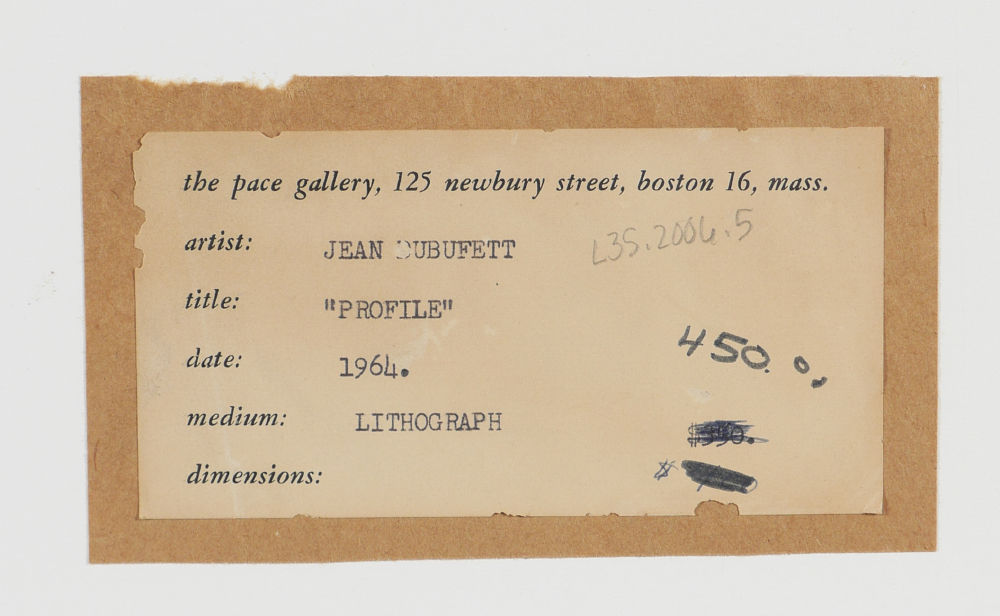 the pace gallery, 125 newbury street, boston 16, mass.
artist: JEAN DUBUFETT
L35.2006.5
title: "PROFILE"
450.
date: 1964.
medium: LITHOGRAPH
dimensions:
$